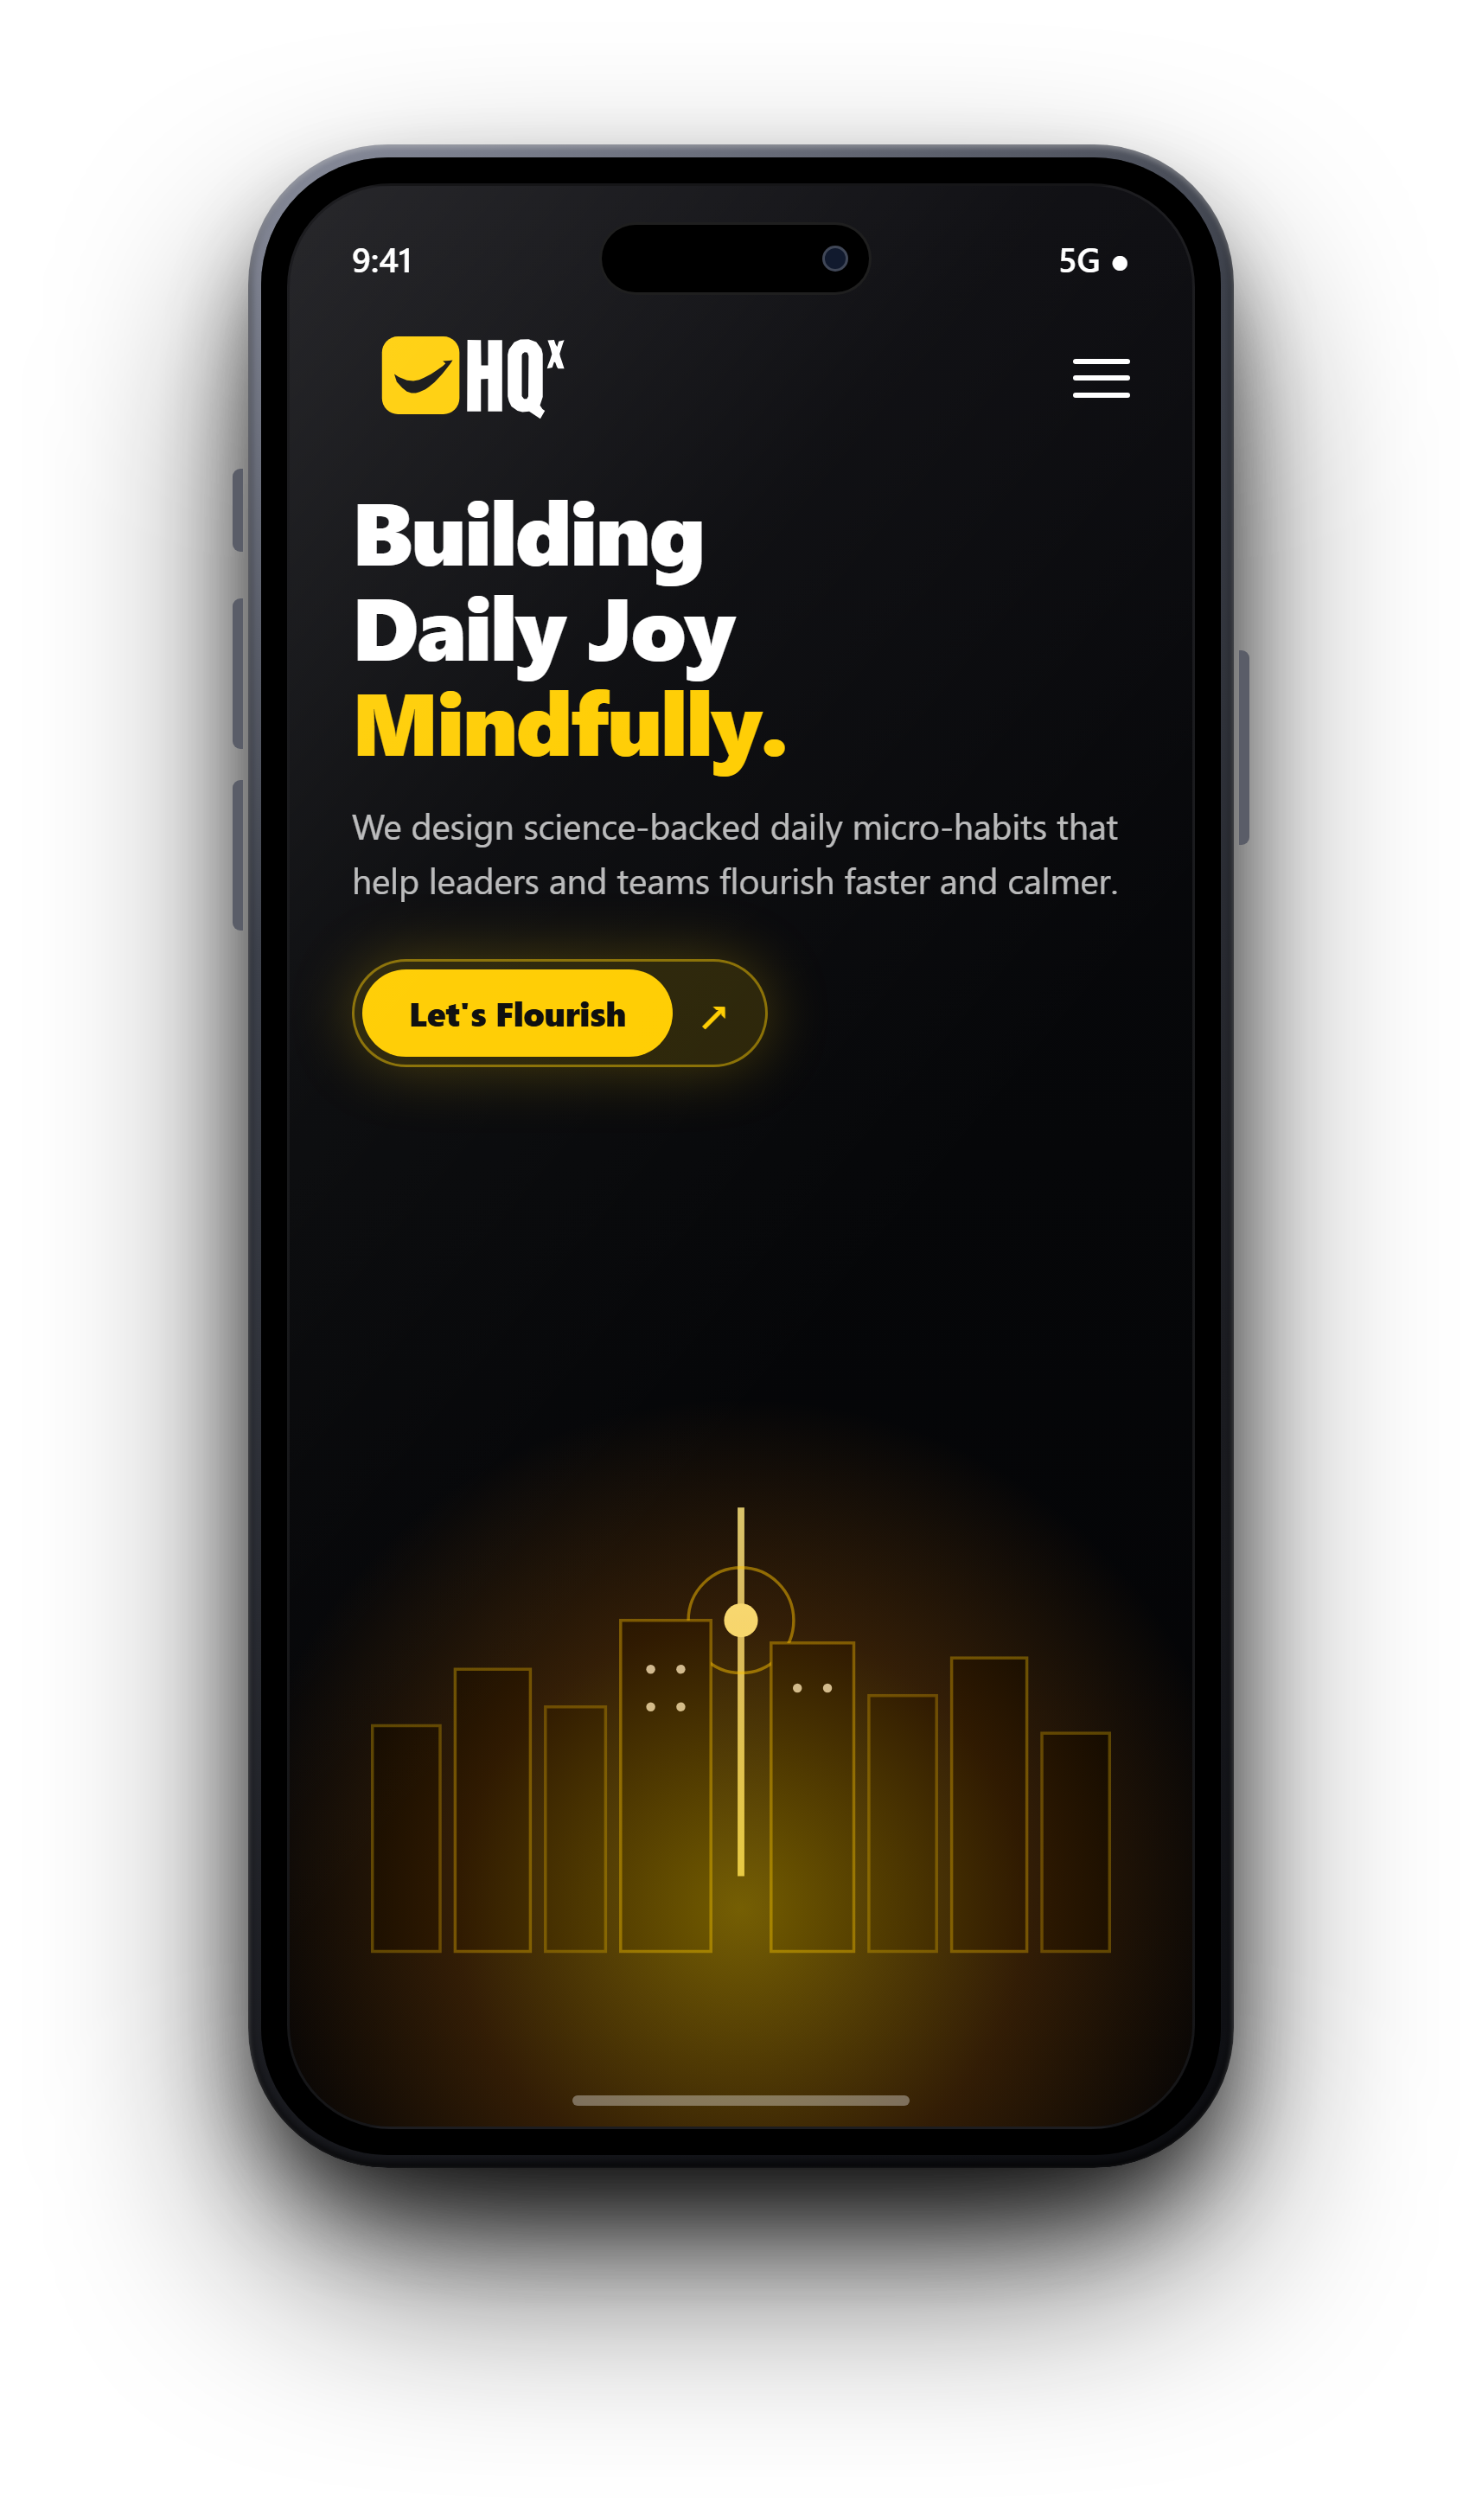 9:41
5G
HQx
Building
Daily Joy
Mindfully.
We design science-backed daily micro-habits that
help leaders and teams flourish faster and calmer.
Let's Flourish ↗